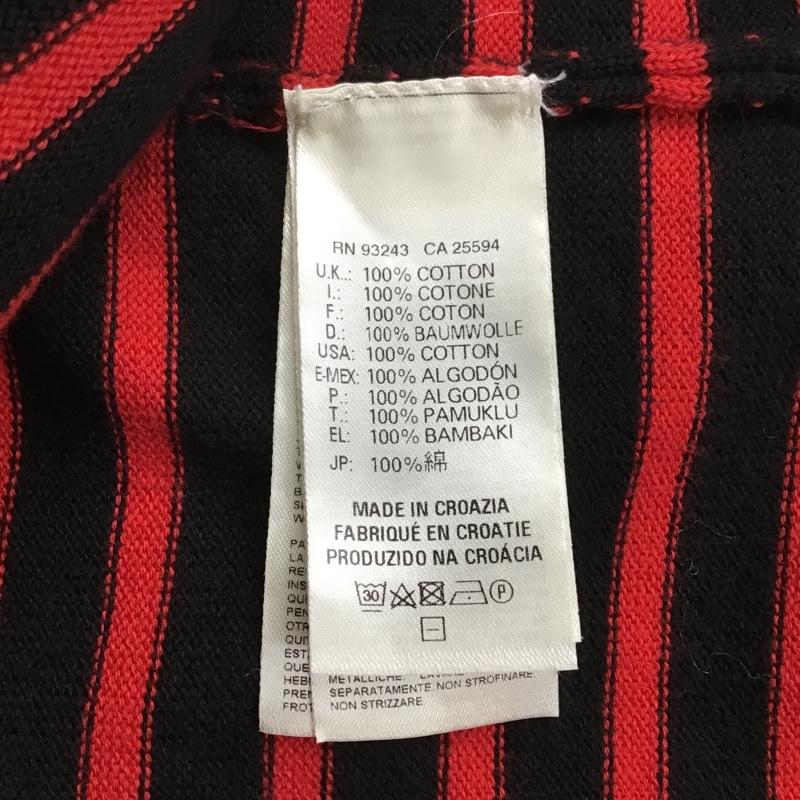 RN 93243 CA 25594
U.K.: 100% COTTON
I.: 100% COTONE
F.: 100% COTON
D.: 100% BAUMWOLLE
USA: 100% COTTON
E-MEX: 100% ALGODÓN
P.: 100% ALGODÃO
T.: 100% PAMUKLU
EL: 100% BAMBAKI
JP: 100%綿
MADE IN CROAZIA
FABRIQUÉ EN CROATIE
PRODUZIDO NA CROÁCIA
30 P
METALLICHE.
SEPARATAMENTE. NON STROFINARE.
NON STRIZZARE